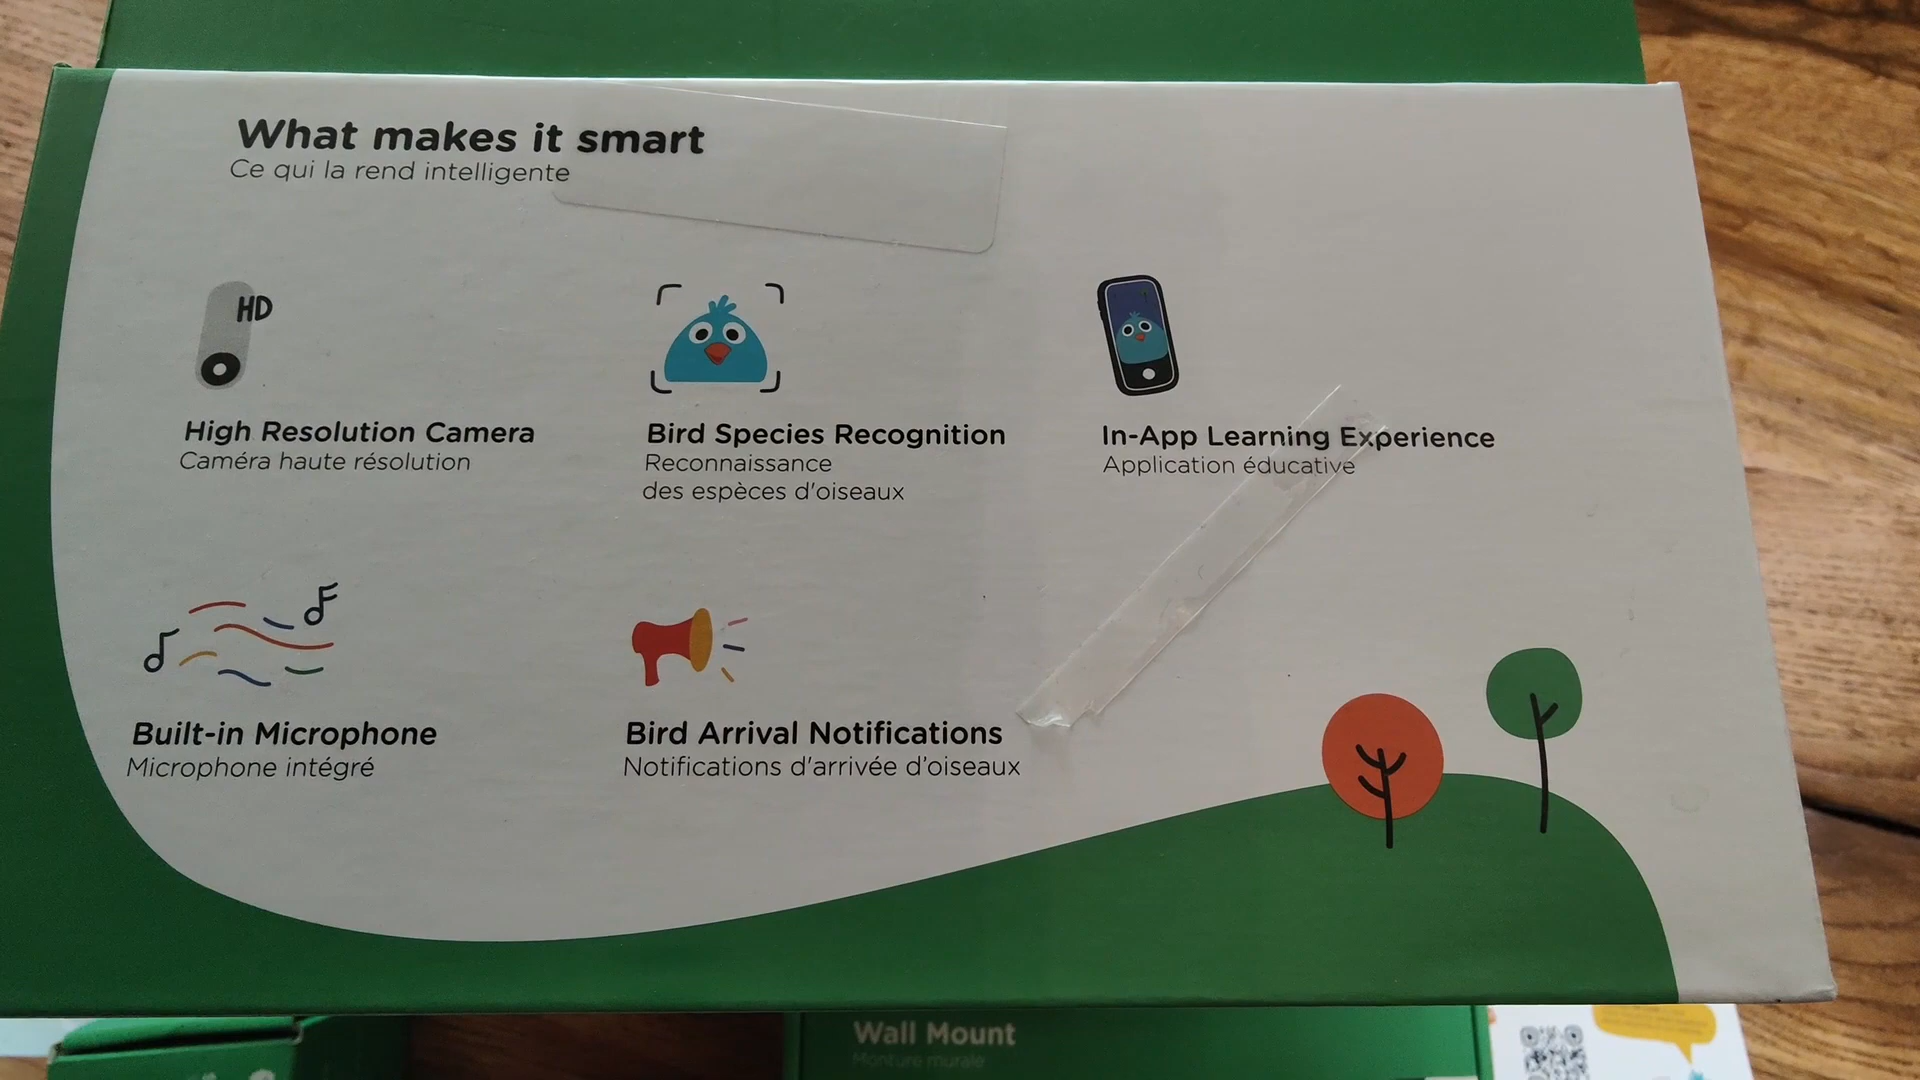 What makes it smart
Ce qui la rend intelligente
HD
High Resolution Camera
Caméra haute résolution
Bird Species Recognition
Reconnaissance
des espèces d'oiseaux
In-App Learning Experience
Application éducative
Built-in Microphone
Microphone intégré
Bird Arrival Notifications
Notifications d'arrivée d'oiseaux
Wall Mount
Monture murale